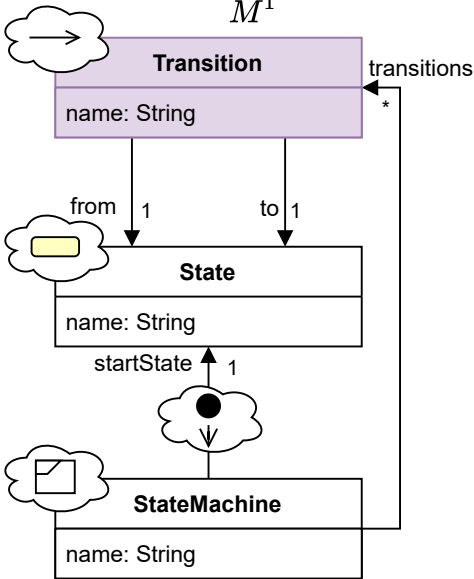 M¹
Transition
transitions
*
name: String
from 1
to 1
State
name: String
startState 1
StateMachine
name: String